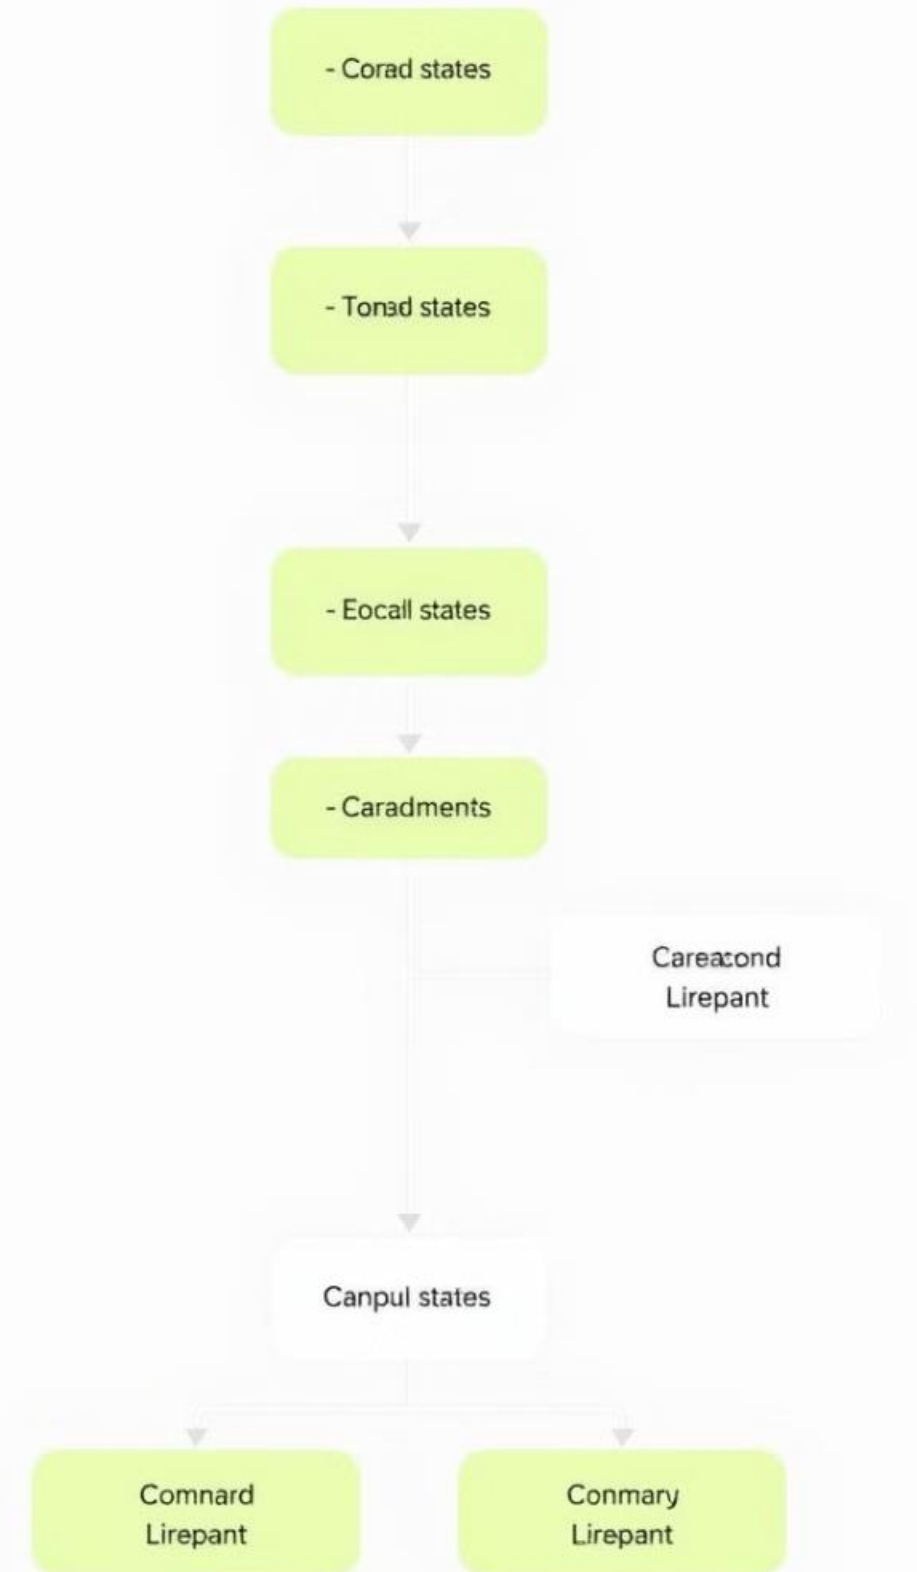 - Corad states
- Tonad states
- Eocall states
- Caradments
Careacond
Lirepant
Canpul states
Comnard
Lirepant
Conmary
Lirepant